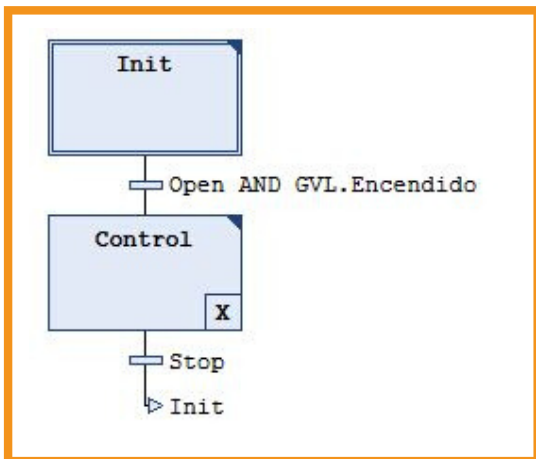 Init
Open AND GVL.Encendido
Control
X
Stop
Init